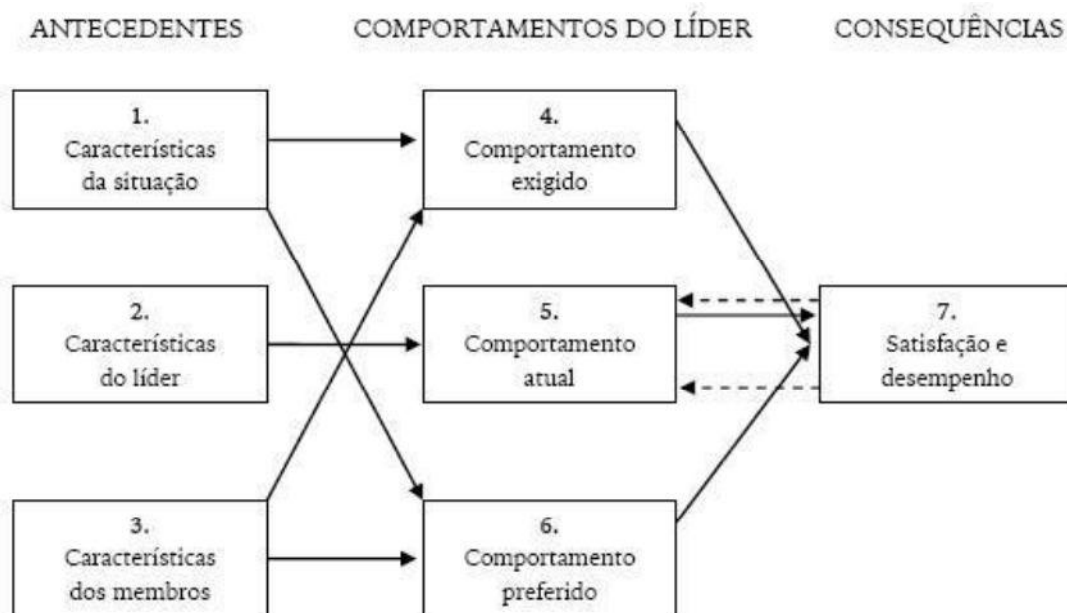 ANTECEDENTES
COMPORTAMENTOS DO LÍDER
CONSEQUÊNCIAS
1.
Características
da situação
4.
Comportamento
exigido
2.
Características
do líder
5.
Comportamento
atual
7.
Satisfação e
desempenho
3.
Características
dos membros
6.
Comportamento
preferido